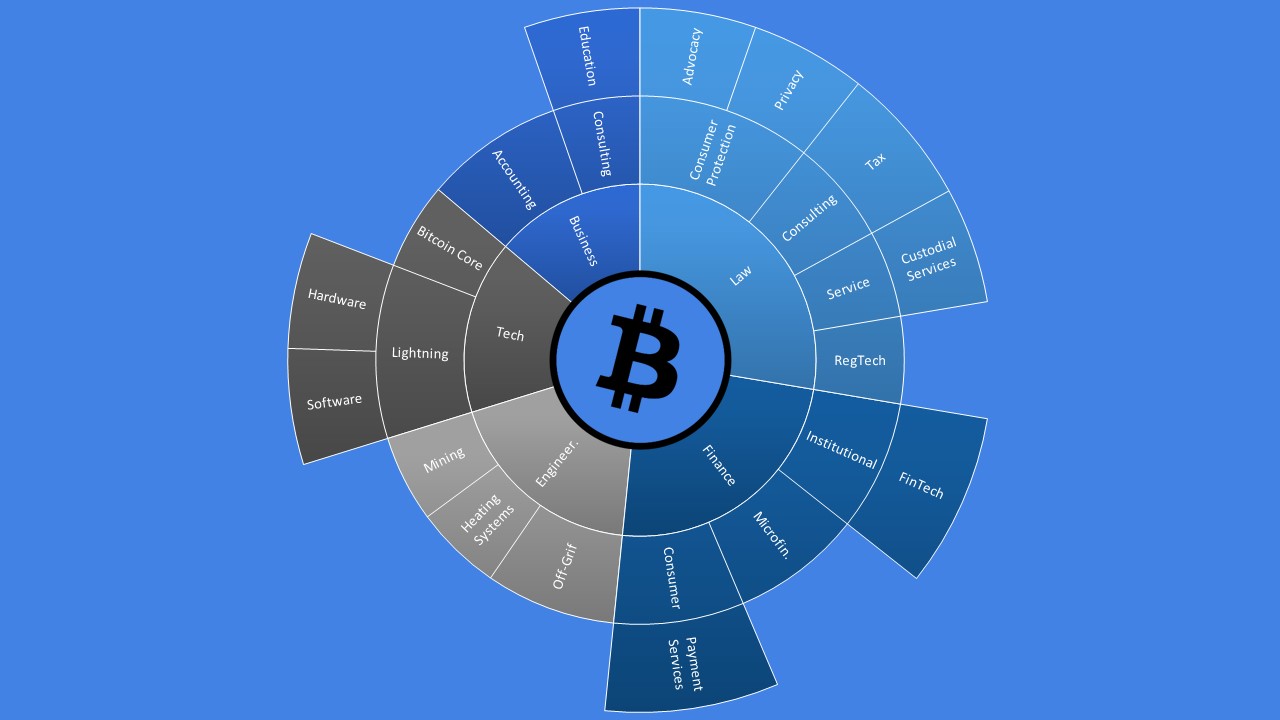 Education
Advocacy
Privacy
Tax
Custodial
Services
Consulting
Consumer
Protection
Consulting
Service
RegTech
Accounting
Business
Law
Bitcoin Core
Tech
Hardware
Lightning
Software
Mining
Heating
Systems
Off-Grif
Engineer.
Finance
Institutional
FinTech
Microfin.
Consumer
Payment
Services